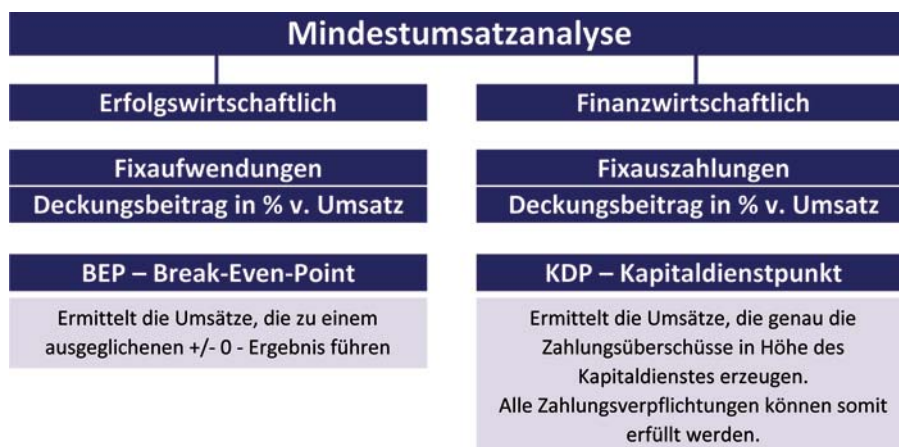 Mindestumsatzanalyse
Erfolgswirtschaftlich
Fixaufwendungen
Deckungsbeitrag in % v. Umsatz
BEP – Break-Even-Point
Ermittelt die Umsätze, die zu einem
ausgeglichenen +/- 0 - Ergebnis führen
Finanzwirtschaftlich
Fixauszahlungen
Deckungsbeitrag in % v. Umsatz
KDP – Kapitaldienstpunkt
Ermittelt die Umsätze, die genau die
Zahlungsüberschüsse in Höhe des
Kapitaldienstes erzeugen.
Alle Zahlungsverpflichtungen können somit
erfüllt werden.